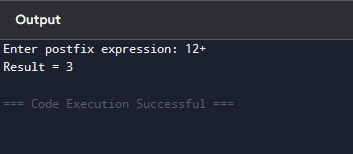 Output
Enter postfix expression: 12+
Result = 3
=== Code Execution Successful ===